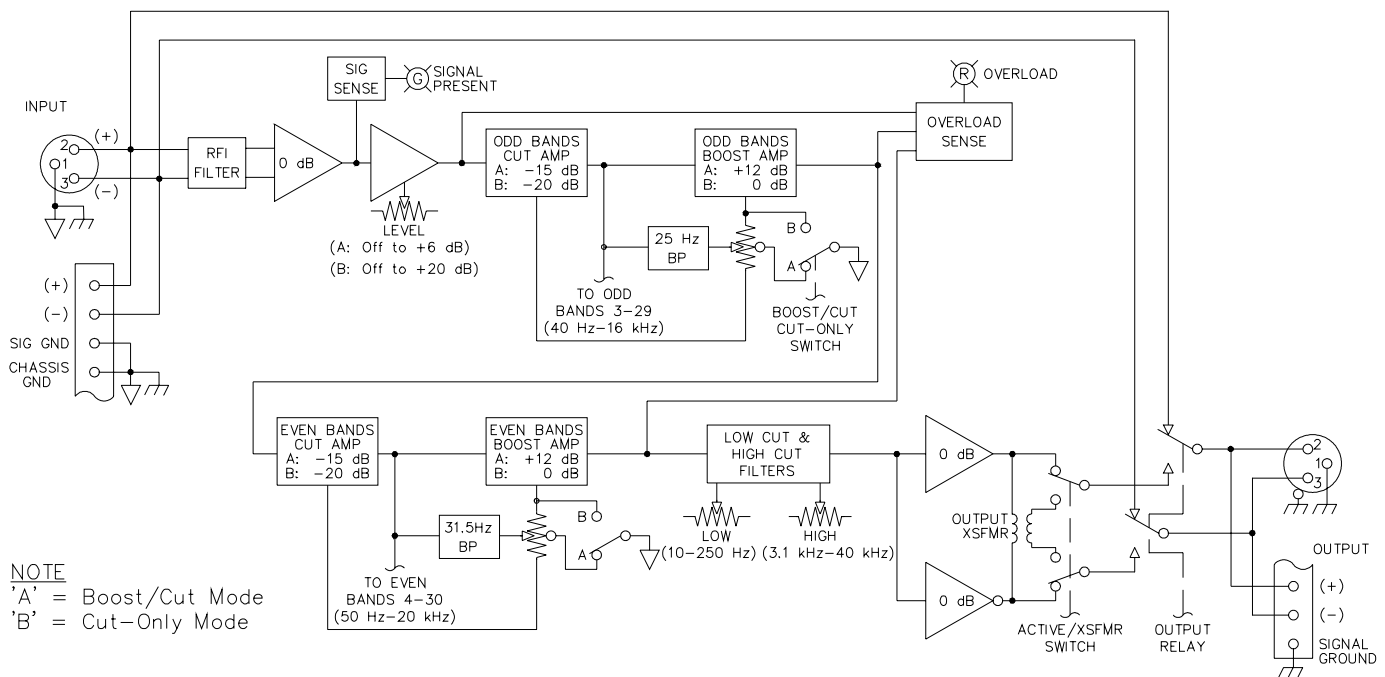 INPUT
2
1
3
(+)
(-)
RFI
FILTER
0 dB
SIG
SENSE
G
SIGNAL
PRESENT
LEVEL
(A: Off to +6 dB)
(B: Off to +20 dB)
ODD BANDS
CUT AMP
A: -15 dB
B: -20 dB
ODD BANDS
BOOST AMP
A: +12 dB
B: 0 dB
R
OVERLOAD
OVERLOAD
SENSE
25 Hz
BP
B
A
TO ODD
BANDS 3-29
(40 Hz-16 kHz)
BOOST/CUT
CUT-ONLY
SWITCH
(+)
(-)
SIG GND
CHASSIS
GND
EVEN BANDS
CUT AMP
A: -15 dB
B: -20 dB
EVEN BANDS
BOOST AMP
A: +12 dB
B: 0 dB
31.5Hz
BP
B
A
TO EVEN
BANDS 4-30
(50 Hz-20 kHz)
LOW CUT &
HIGH CUT
FILTERS
LOW
(10-250 Hz)
HIGH
(3.1 kHz-40 kHz)
0 dB
0 dB
OUTPUT
XSFMR
ACTIVE/XSFMR
SWITCH
OUTPUT
RELAY
2
1
3
OUTPUT
(+)
(-)
SIGNAL
GROUND
NOTE
'A' = Boost/Cut Mode
'B' = Cut-Only Mode